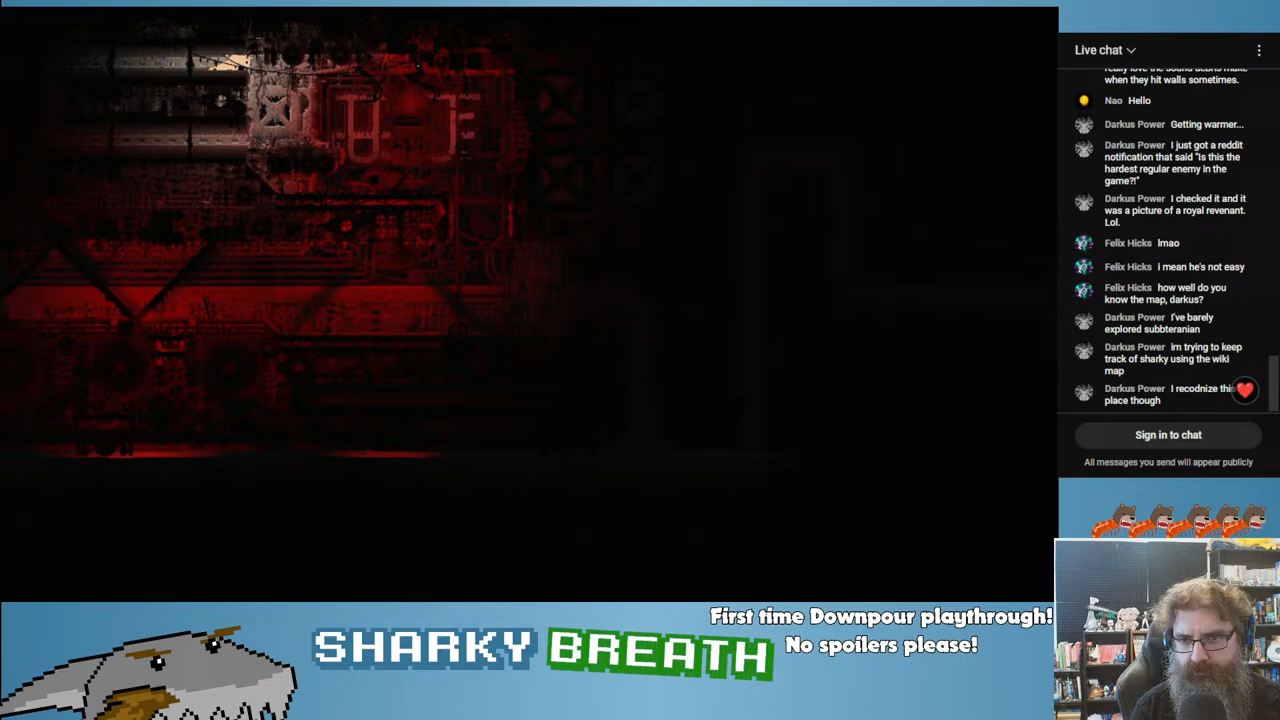 Live chat
really love the sound debris make
when they hit walls sometimes.
Nao Hello
Darkus Power Getting warmer...
Darkus Power I just got a reddit
notification that said "Is this the
hardest regular enemy in the
game?!"
Darkus Power I checked it and it
was a picture of a royal revenant.
Lol.
Felix Hicks lmao
Felix Hicks i mean he's not easy
Felix Hicks how well do you
know the map, darkus?
Darkus Power I've barely
explored subbteranian
Darkus Power im trying to keep
track of sharky using the wiki
map
Darkus Power I recodnize this
place though
Sign in to chat
All messages you send will appear publicly
First time Downpour playthrough!
No spoilers please!
SHARKY BREATH